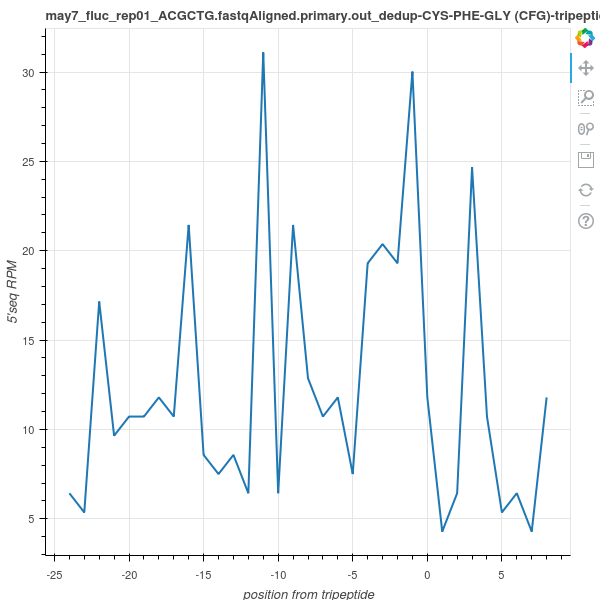 may7_fluc_rep01_ACGCTG.fastqAligned.primary.out_dedup-CYS-PHE-GLY (CFG)-tripepti
30
25
20
15
10
5
5'seq RPM
-25 -20 -15 -10 -5 0 5
position from tripeptide